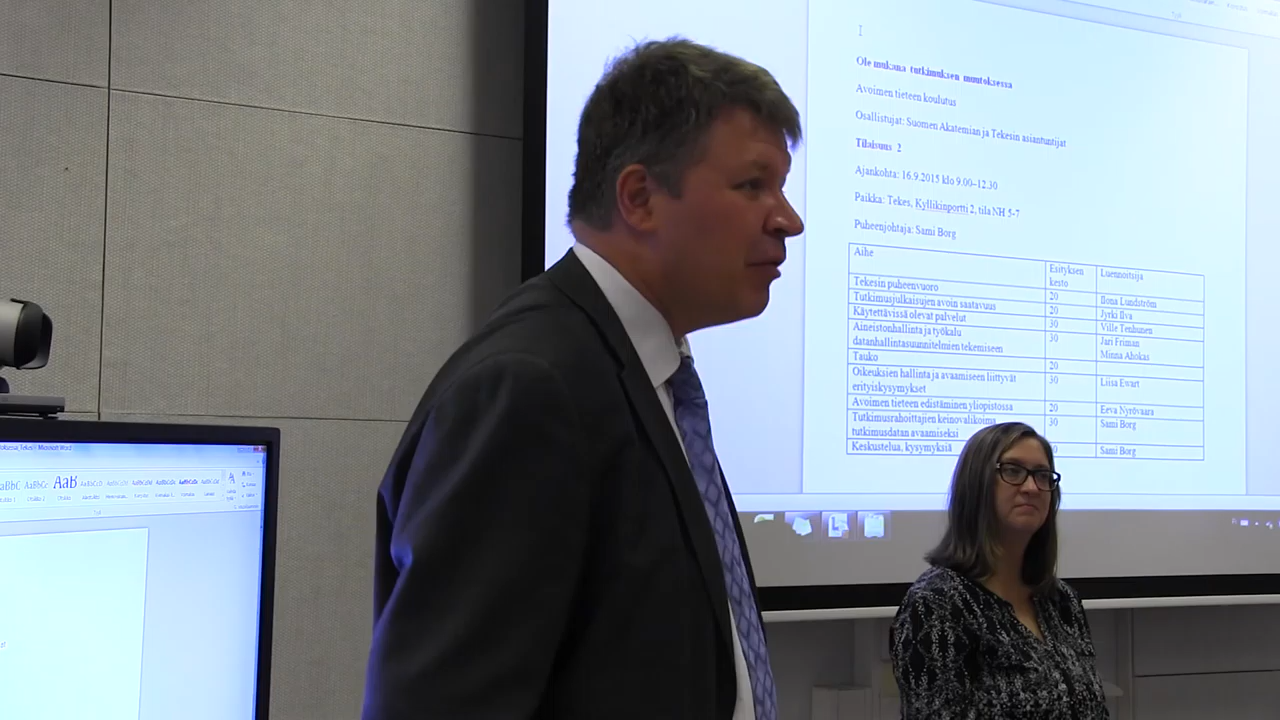 Ole mukana tutkimuksen muutoksessa
Avoimen tieteen koulutus
Osallistujat: Suomen Akatemian ja Tekesin asiantuntijat
Tilaisuus 2
Ajankohta: 16.9.2015 klo 9.00–12.30
Paikka: Tekes, Kyllikinportti 2, tila NH 5-7
Puheenjohtaja: Sami Borg
Aihe Esityksen kesto Luennoitsija
Tekesin puheenvuoro 20 Ilona Lundström
Tutkimusjulkaisujen avoin saatavuus 20 Jyrki Ilva
Käytettävissä olevat palvelut 30 Ville Tenhunen
Aineistonhallinta ja työkalu 30 Jari Friman
datanhallintasuunnitelmien tekemiseen Minna Ahokas
Tauko 20
Oikeuksien hallinta ja avaamiseen liittyvät 30 Liisa Ewart
erityiskysymykset
Avoimen tieteen edistäminen yliopistossa 20 Eeva Nyrövaara
Tutkimusrahoittajien keinovalikoima 30 Sami Borg
tutkimusdatan avaamiseksi
Keskustelua, kysymyksiä Sami Borg
Microsoft Word
AaB